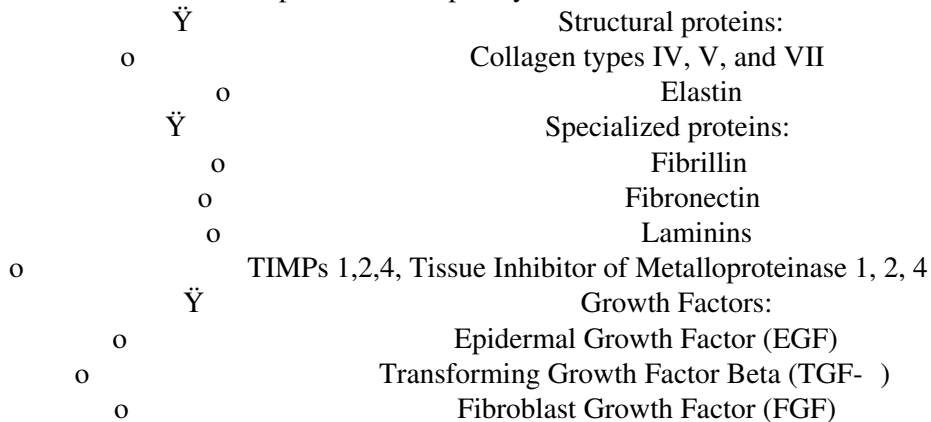 Ÿ Structural proteins:
o Collagen types IV, V, and VII
o Elastin
Ÿ Specialized proteins:
o Fibrillin
o Fibronectin
o Laminins
o TIMPs 1,2,4, Tissue Inhibitor of Metalloproteinase 1, 2, 4
Ÿ Growth Factors:
o Epidermal Growth Factor (EGF)
o Transforming Growth Factor Beta (TGF- )
o Fibroblast Growth Factor (FGF)